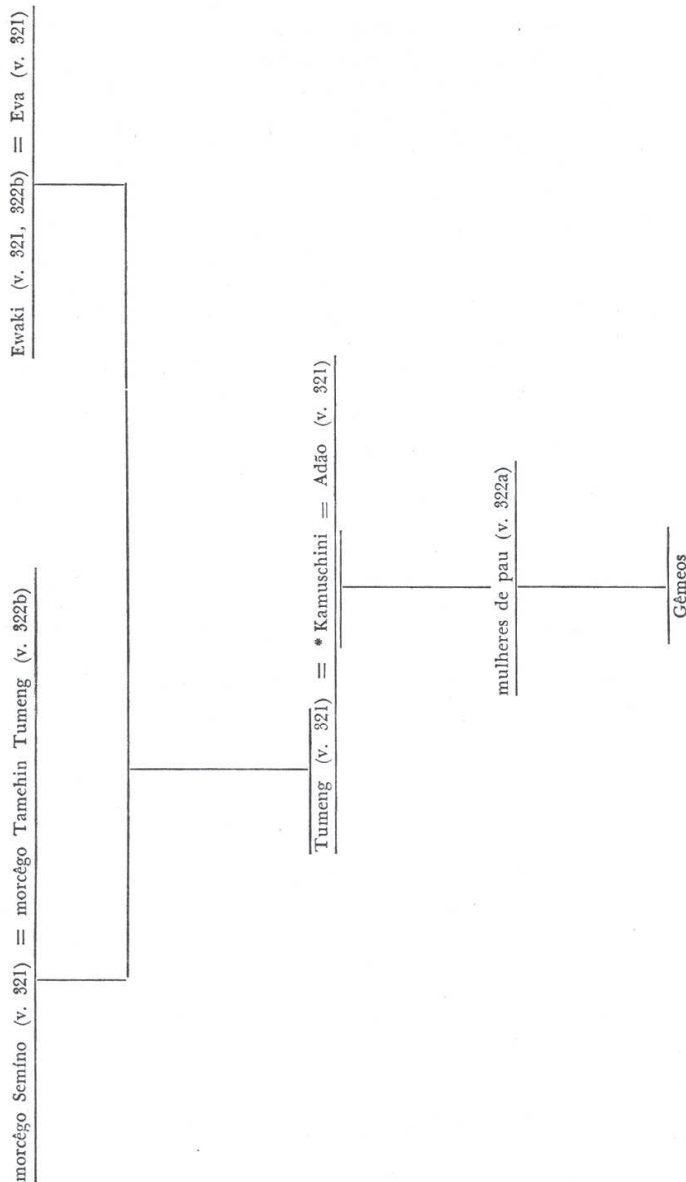 morcêgo Semíno (v. 321) = morcêgo Tamehin Tumeng (v. 322b)
Ewaki (v. 321, 322b) = Eva (v. 321)
Tumeng (v. 321) = * Kamuschini = Adão (v. 321)
mulheres de pau (v. 322a)
Gêmeos